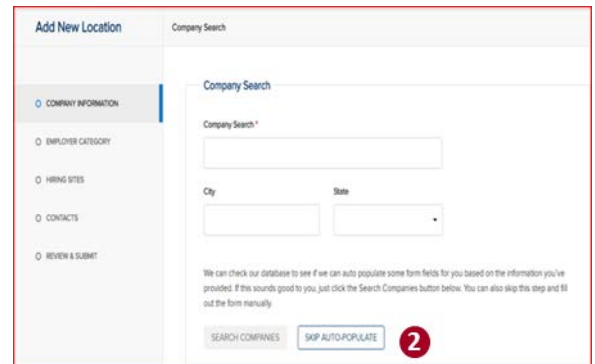 Add New Location
Company Search
COMPANY INFORMATION
EMPLOYER CATEGORY
HIRING SITES
CONTACTS
REVIEW & SUBMIT
Company Search
Company Search *
City State
We can check our database to see if we can auto populate some form fields for you based on the information you've
provided. If this sounds good to you, just click the Search Companies button below. You can also skip this step and fill
out the form manually.
SEARCH COMPANIES SKIP AUTO-POPULATE 2